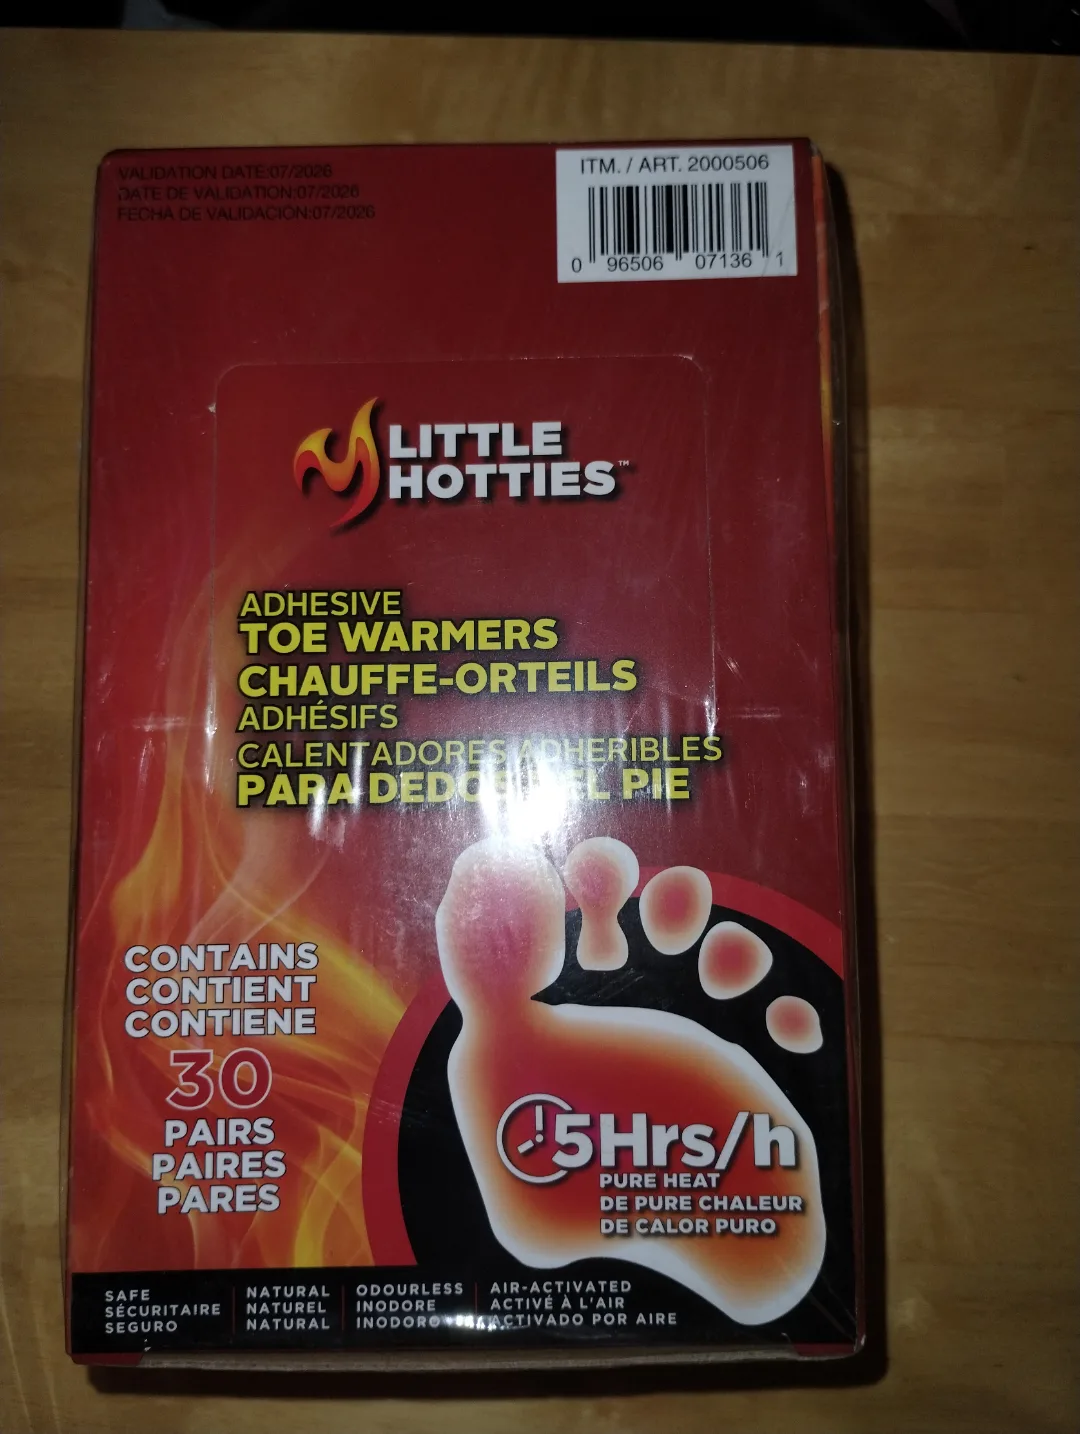 VALIDATION DATE:07/2026
DATE DE VALIDATION:07/2026
FECHA DE VALIDACION:07/2026
ITM. / ART. 2000506
0 96506 07136 1
LITTLE
HOTTIES™
ADHESIVE
TOE WARMERS
CHAUFFE-ORTEILS
ADHÉSIFS
CALENTADORES ADHERIBLES
PARA DEDOS DEL PIE
CONTAINS
CONTIENT
CONTIENE
30
PAIRS
PAIRES
PARES
5Hrs/h
PURE HEAT
DE PURE CHALEUR
DE CALOR PURO
SAFE
SÉCURITAIRE
SEGURO
NATURAL
NATUREL
NATURAL
ODOURLESS
INODORE
INODORO
AIR-ACTIVATED
ACTIVÉ À L'AIR
ACTIVADO POR AIRE